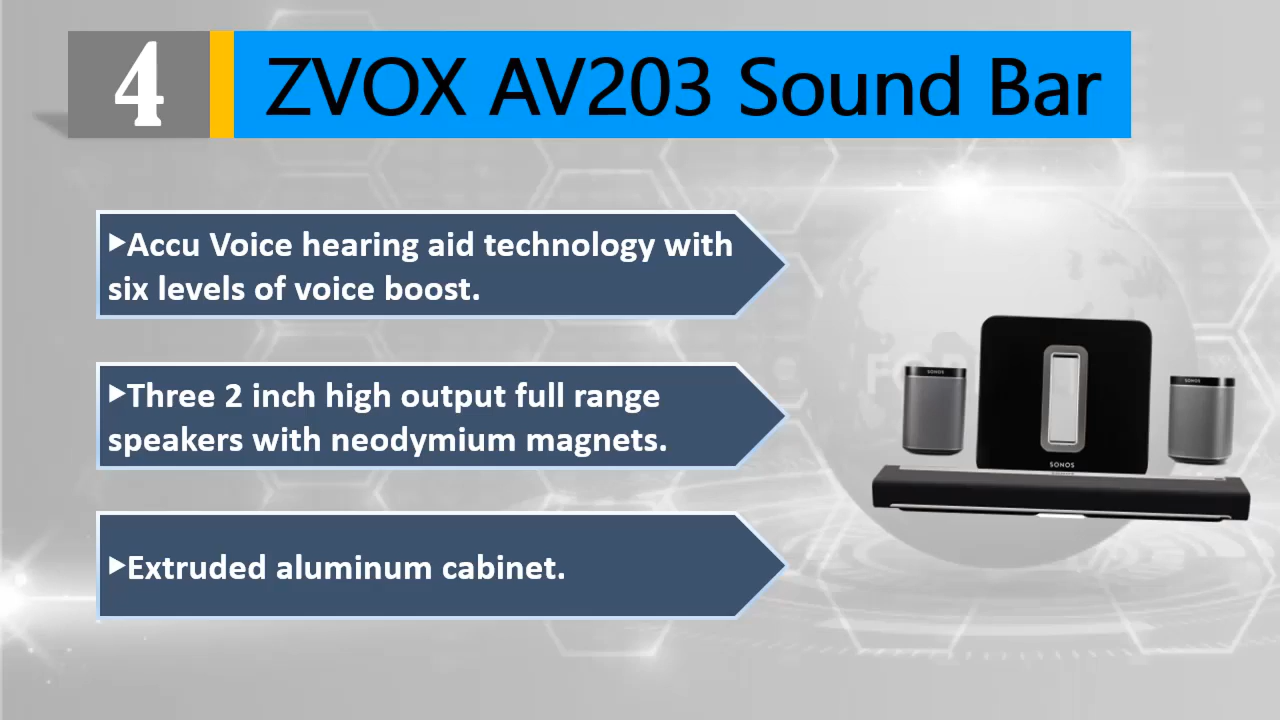 4
ZVOX AV203 Sound Bar
▶Accu Voice hearing aid technology with
six levels of voice boost.
▶Three 2 inch high output full range
speakers with neodymium magnets.
▶Extruded aluminum cabinet.
SONOS
SONOS
SONOS